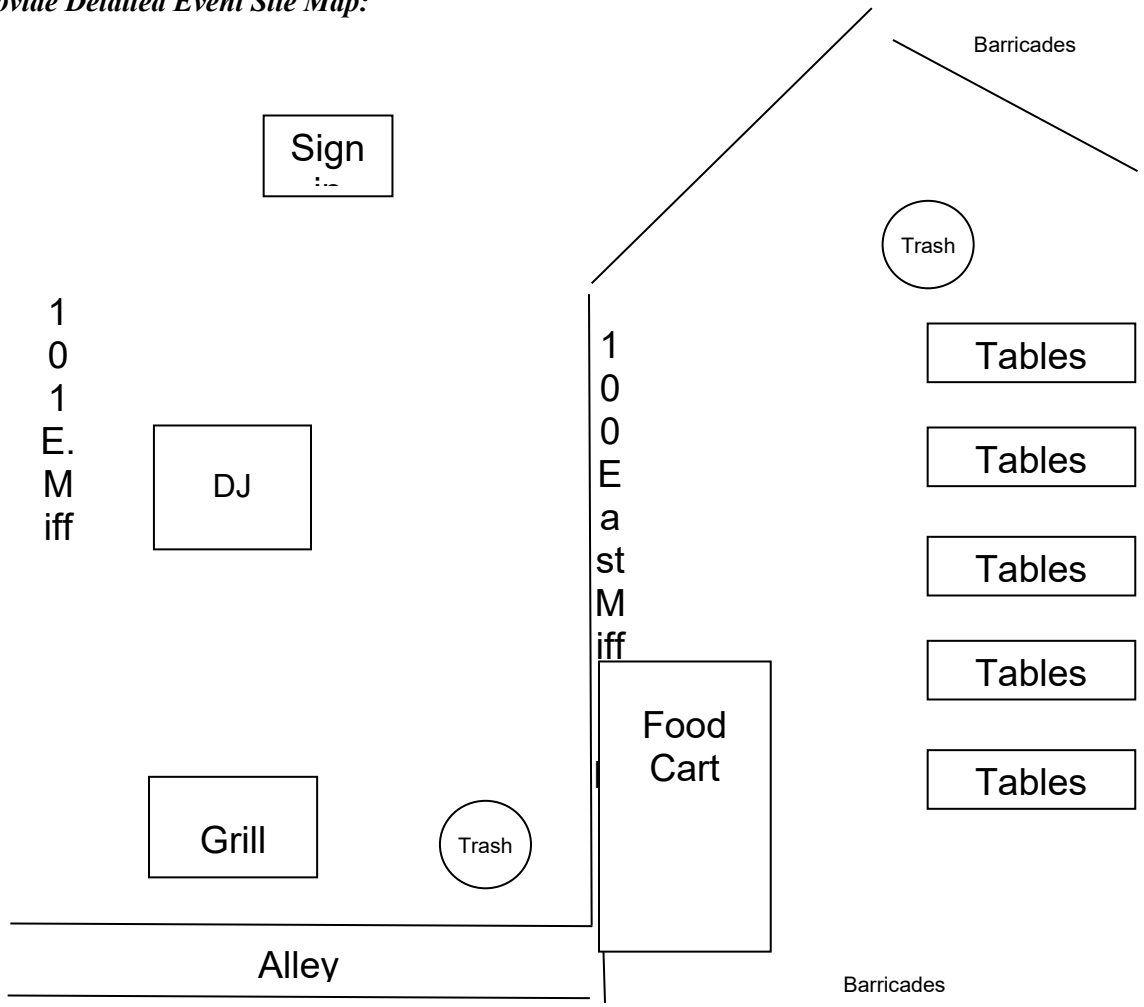 Detailed Event Site Map:
Barricades
Sign
Trash
1
0
1
E.
M
iff
1
0
0
E
a
st
M
iff
Tables
Tables
DJ
Tables
Tables
Food
Cart
Tables
Grill
Trash
Alley
Barricades